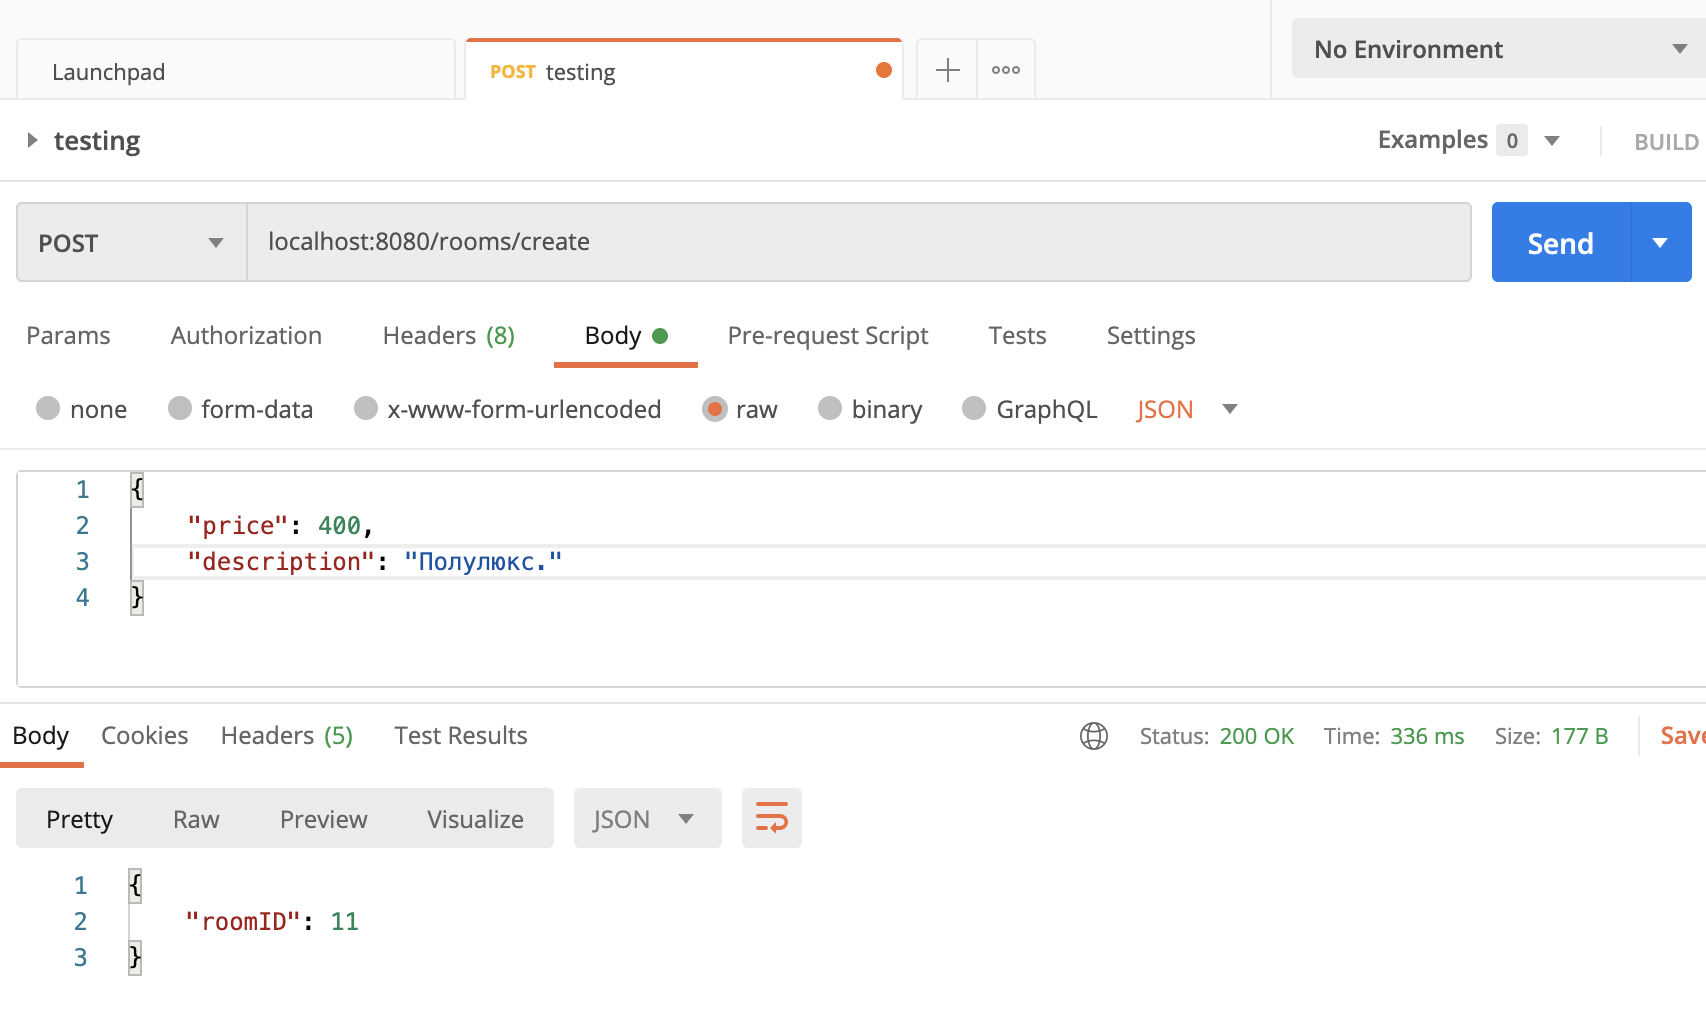 Launchpad
POST testing
No Environment
testing
Examples 0
BUILD
POST
localhost:8080/rooms/create
Send
Params Authorization Headers (8) Body Pre-request Script Tests Settings
none form-data x-www-form-urlencoded raw binary GraphQL JSON
1 {
2 "price": 400,
3 "description": "Полулюкс."
4 }
Body Cookies Headers (5) Test Results
Status: 200 OK Time: 336 ms Size: 177 B Save
Pretty Raw Preview Visualize JSON
1 {
2 "roomID": 11
3 }